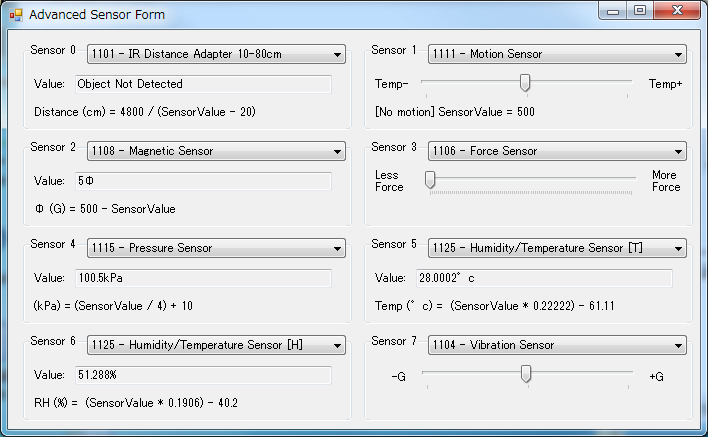 Advanced Sensor Form
Sensor 0
1101 - IR Distance Adapter 10-80cm
Value: Object Not Detected
Distance (cm) = 4800 / (SensorValue - 20)
Sensor 1
1111 - Motion Sensor
Temp- Temp+
[No motion] SensorValue = 500
Sensor 2
1108 - Magnetic Sensor
Value: 5Φ
Φ (G) = 500 - SensorValue
Sensor 3
1106 - Force Sensor
Less More
Force Force
Sensor 4
1115 - Pressure Sensor
Value: 100.5kPa
(kPa) = (SensorValue / 4) + 10
Sensor 5
1125 - Humidity/Temperature Sensor [T]
Value: 28.0002° c
Temp (° c) = (SensorValue * 0.22222) - 61.11
Sensor 6
1125 - Humidity/Temperature Sensor [H]
Value: 51.288%
RH (%) = (SensorValue * 0.1906) - 40.2
Sensor 7
1104 - Vibration Sensor
-G +G